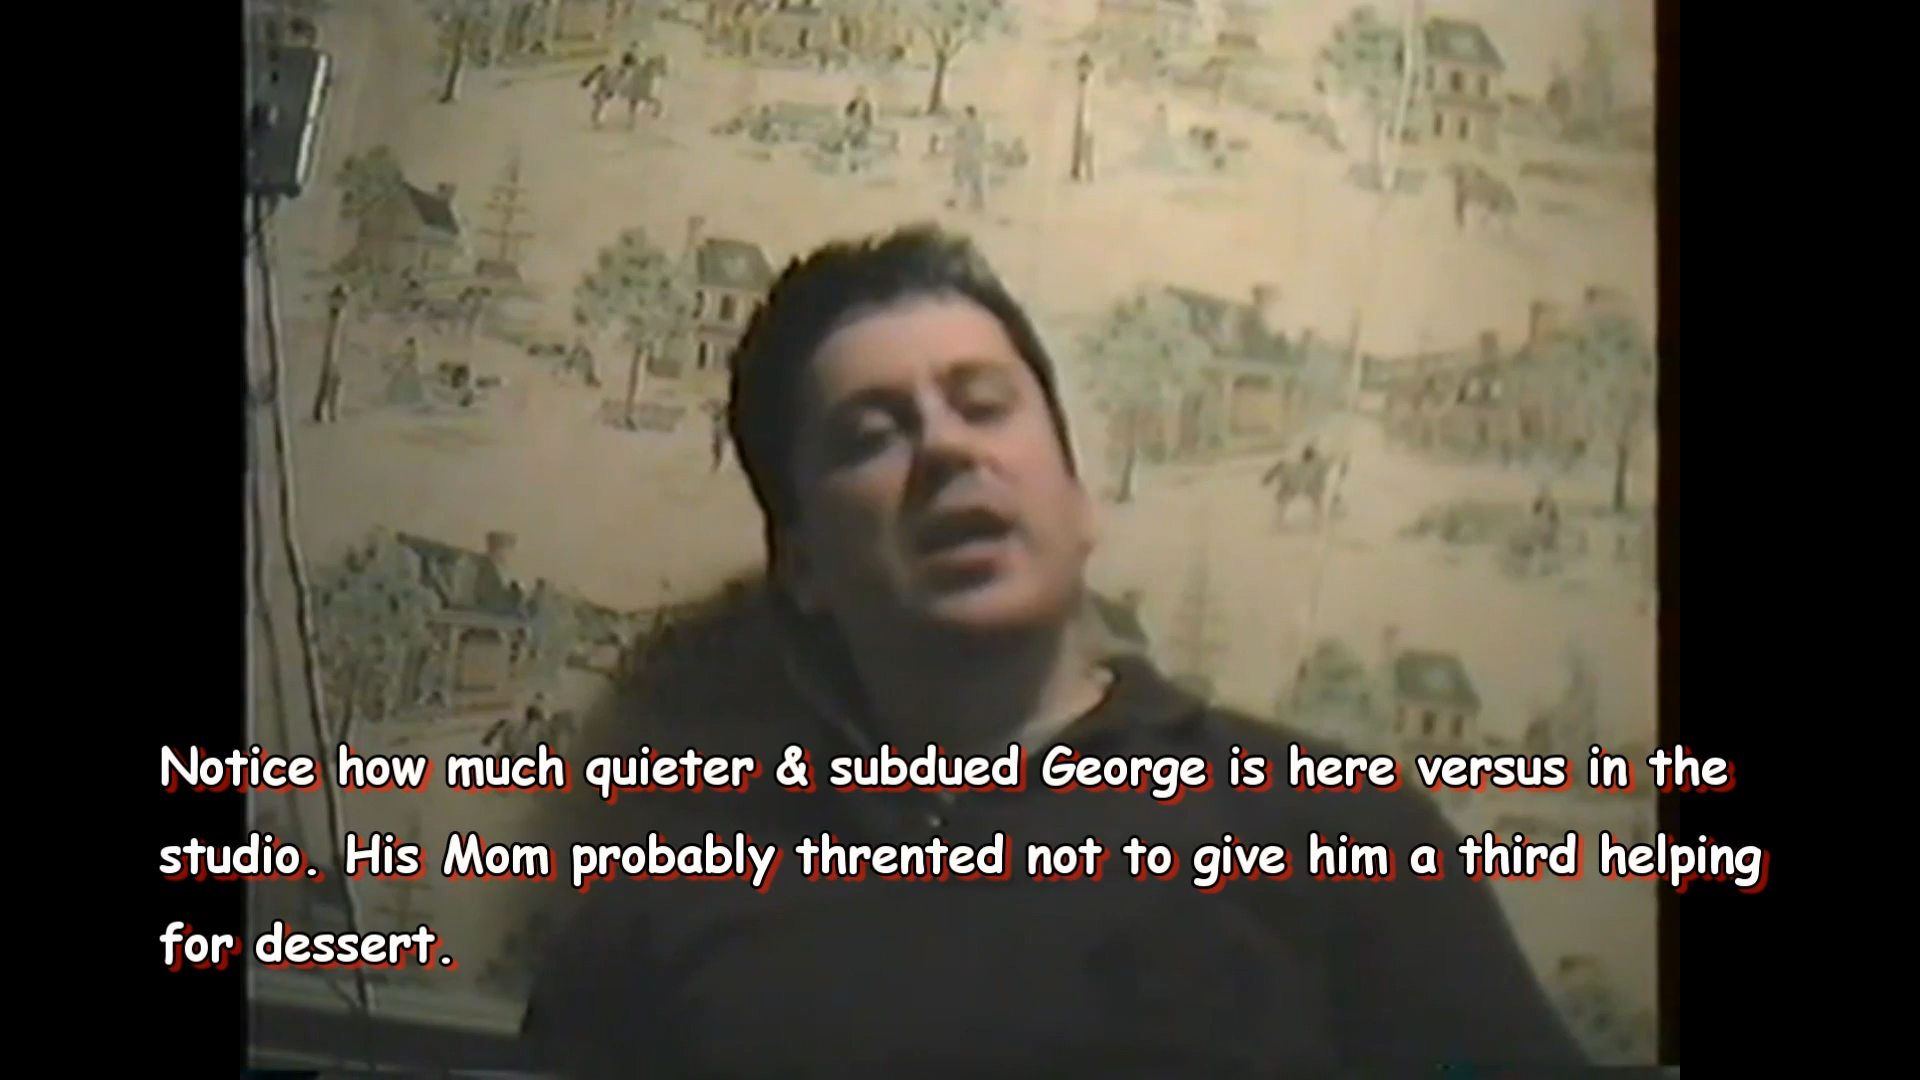 Notice how much quieter & subdued George is here versus in the
studio. His Mom probably thrented not to give him a third helping
for dessert.